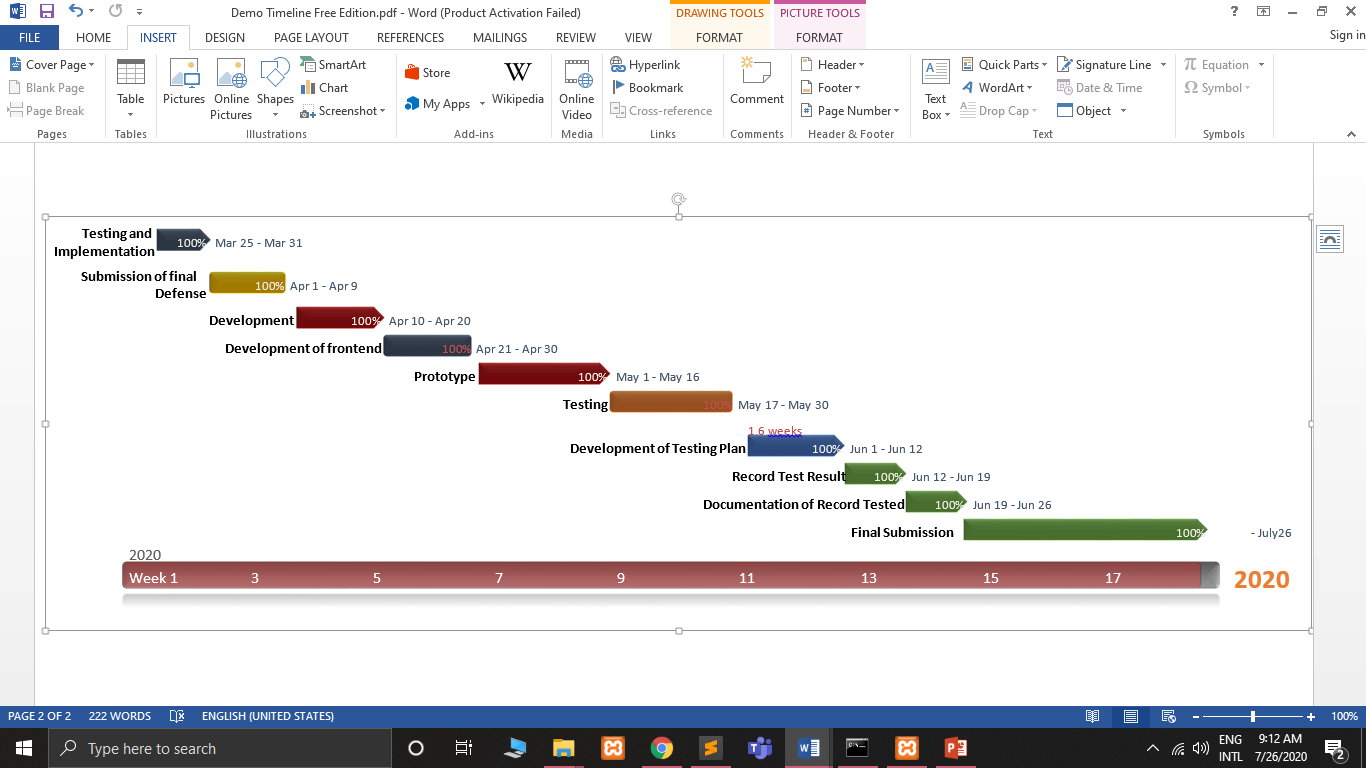 Demo Timeline Free Edition.pdf - Word (Product Activation Failed)
DRAWING TOOLS
PICTURE TOOLS
FILE
HOME
INSERT
DESIGN
PAGE LAYOUT
REFERENCES
MAILINGS
REVIEW
VIEW
FORMAT
FORMAT
Sign in
Cover Page
Blank Page
Page Break
Pages
Table
Tables
Pictures
Online
Pictures
Shapes
SmartArt
Chart
Screenshot
Illustrations
Store
My Apps
W
Wikipedia
Add-ins
Online
Video
Media
Hyperlink
Bookmark
Cross-reference
Links
Comment
Comments
Header
Footer
Page Number
Header & Footer
Text
Box
Quick Parts
WordArt
Drop Cap
Signature Line
Date & Time
Object
Text
Equation
Symbol
Symbols
Testing and
Implementation
100%
Mar 25 - Mar 31
Submission of final
Defense
100%
Apr 1 - Apr 9
Development
100%
Apr 10 - Apr 20
Development of frontend
100%
Apr 21 - Apr 30
Prototype
100%
May 1 - May 16
Testing
100%
May 17 - May 30
1.6 weeks
Development of Testing Plan
100%
Jun 1 - Jun 12
Record Test Result
100%
Jun 12 - Jun 19
Documentation of Record Tested
100%
Jun 19 - Jun 26
Final Submission
100%
- July26
2020
Week 1
3
5
7
9
11
13
15
17
2020
PAGE 2 OF 2
222 WORDS
ENGLISH (UNITED STATES)
100%
Type here to search
ENG
INTL
9:12 AM
7/26/2020
2